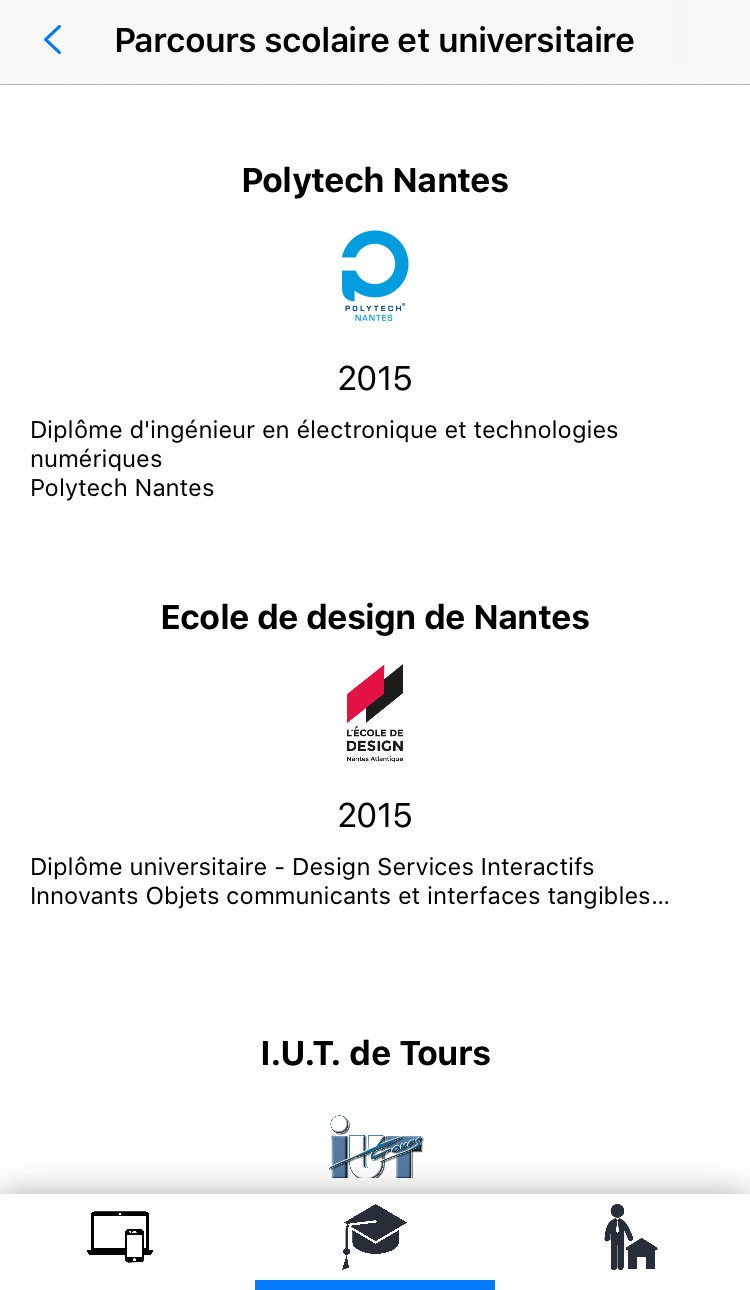 Parcours scolaire et universitaire
Polytech Nantes
POLYTECH®
NANTES
2015
Diplôme d'ingénieur en électronique et technologies
numériques
Polytech Nantes
Ecole de design de Nantes
L'ÉCOLE DE
DESIGN
Nantes Atlantique
2015
Diplôme universitaire - Design Services Interactifs
Innovants Objets communicants et interfaces tangibles...
I.U.T. de Tours
iUT